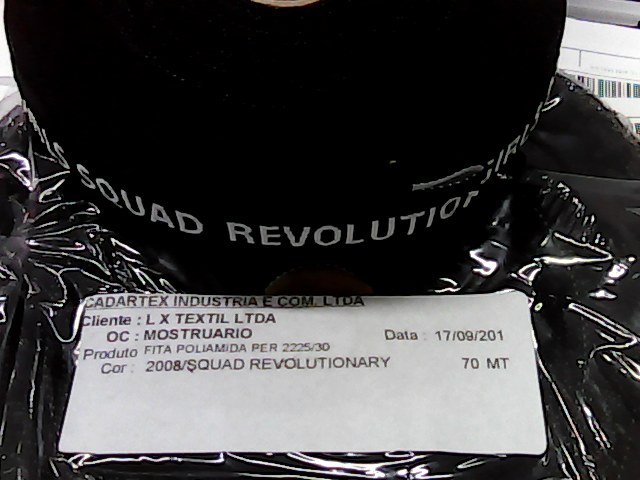 SQUAD REVOLUTION
CADARTEX INDUSTRIA E COM. LTDA
Cliente : L X TEXTIL LTDA
OC : MOSTRUARIO Data : 17/09/201
Produto FITA POLIAMIDA PER 2225/30
Cor : 2008/SQUAD REVOLUTIONARY 70 MT